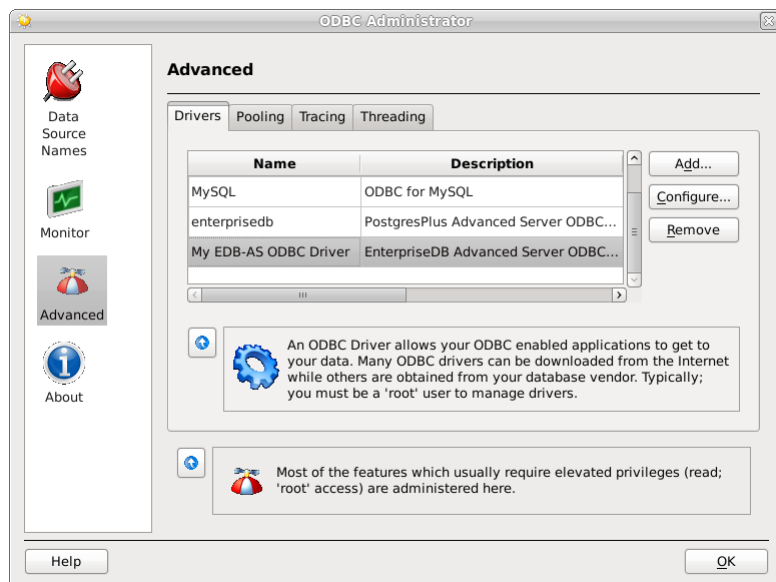 ODBC Administrator
Data
Source
Names
Monitor
Advanced
About
Advanced
Drivers Pooling Tracing Threading
Name Description
MySQL ODBC for MySQL
enterprisedb PostgresPlus Advanced Server ODBC...
My EDB-AS ODBC Driver EnterpriseDB Advanced Server ODBC...
Add...
Configure...
Remove
An ODBC Driver allows your ODBC enabled applications to get to
your data. Many ODBC drivers can be downloaded from the Internet
while others are obtained from your database vendor. Typically;
you must be a 'root' user to manage drivers.
Most of the features which usually require elevated privileges (read;
'root' access) are administered here.
Help
OK